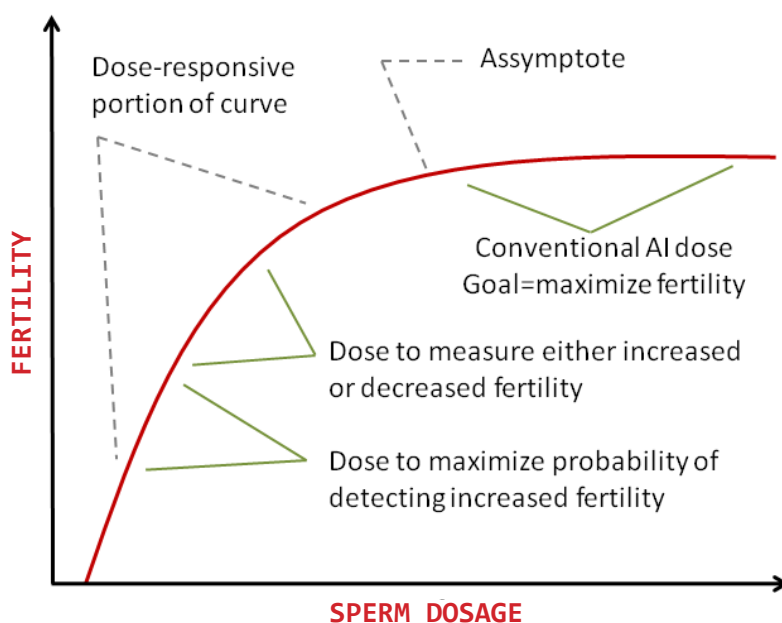 Dose-responsive
portion of curve
Assymptote
Conventional AI dose
Goal=maximize fertility
Dose to measure either increased
or decreased fertility
Dose to maximize probability of
detecting increased fertility
FERTILITY
SPERM DOSAGE